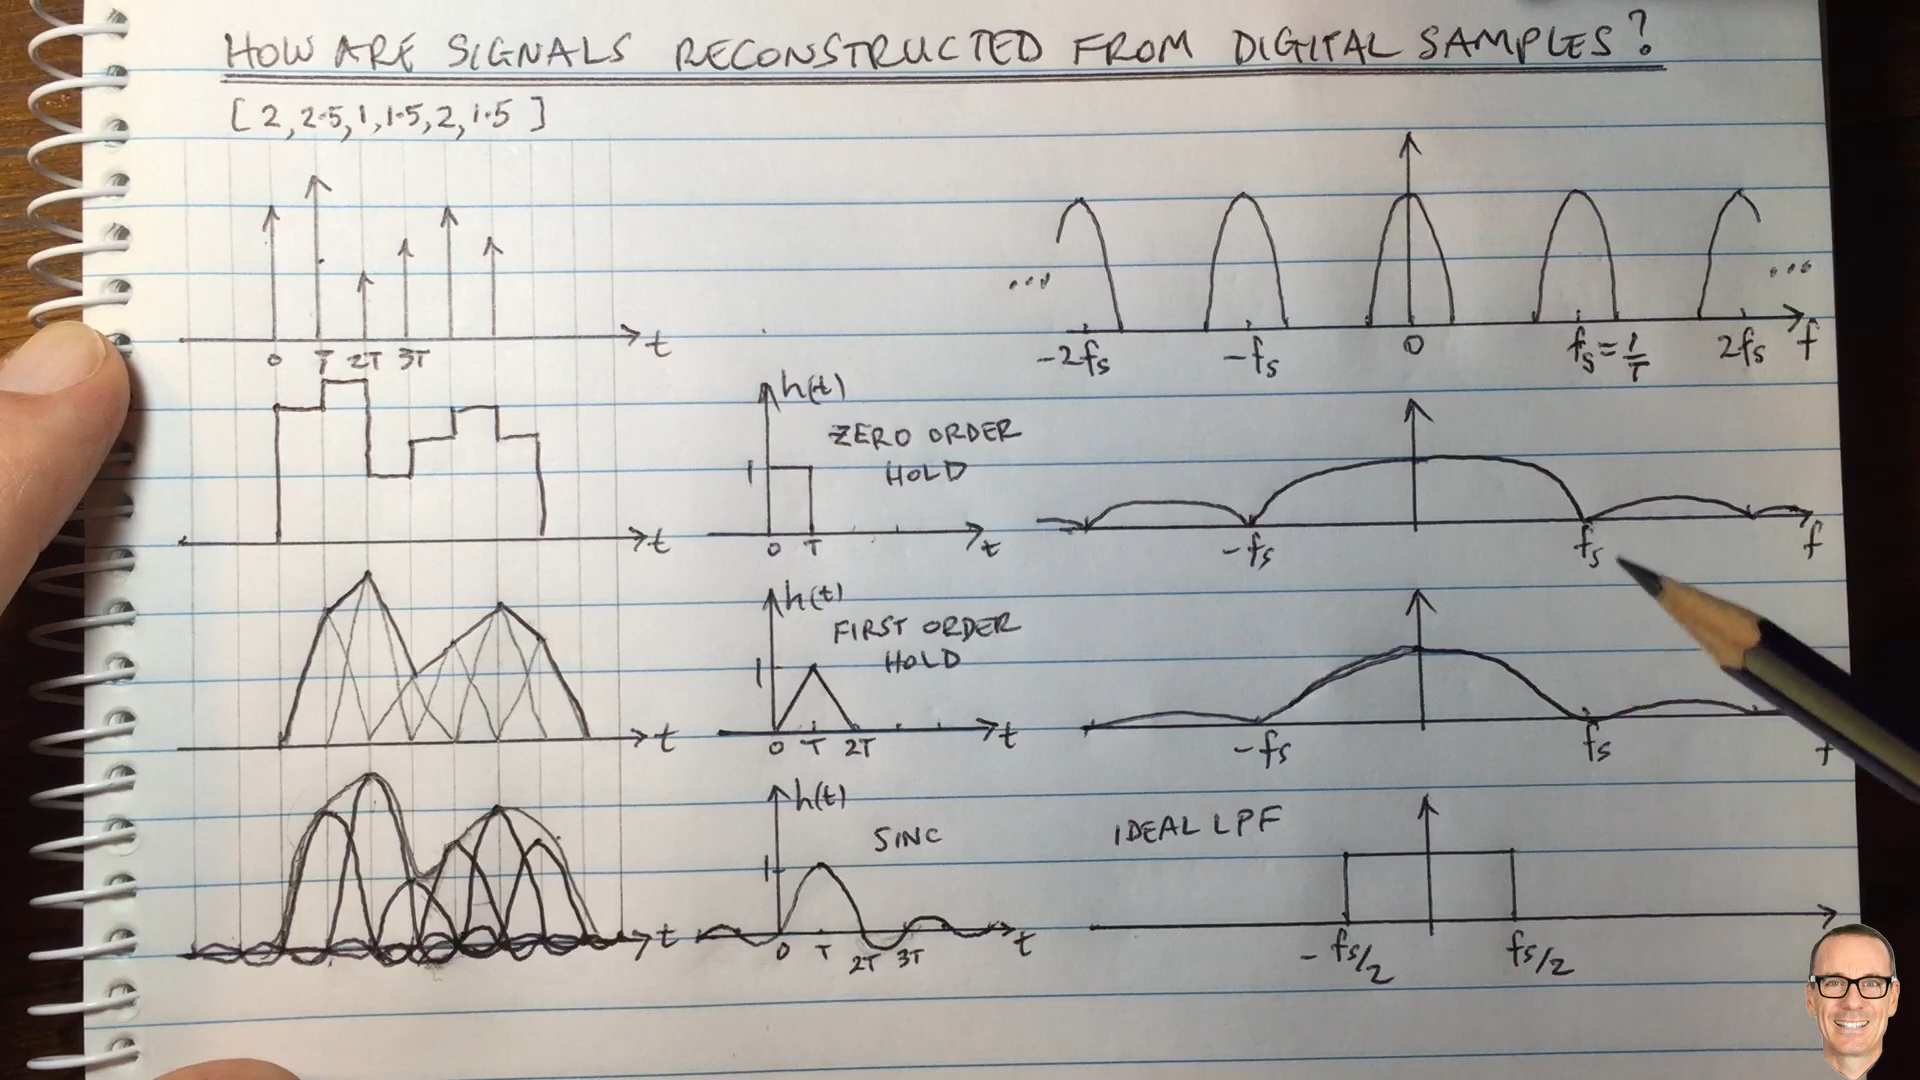 HOW ARE SIGNALS RECONSTRUCTED FROM DIGITAL SAMPLES?
[ 2, 2.5, 1, 1.5, 2, 1.5 ]
0 T 2T 3T t
... ...
-2fs -fs 0 fs = 1/T 2fs f
h(t)
ZERO ORDER
HOLD
1
t
0 T t
-fs fs f
h(t)
FIRST ORDER
HOLD
1
t
0 T 2T t
-fs fs f
h(t)
SINC
1
IDEAL LPF
t
0 T 2T 3T t
-fs/2 fs/2